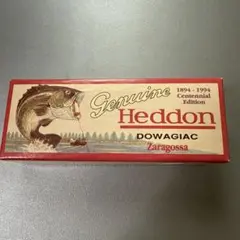 Genuine
1894 - 1994
Centennial
Edition
Heddon
DOWAGIAC
Zaragossa